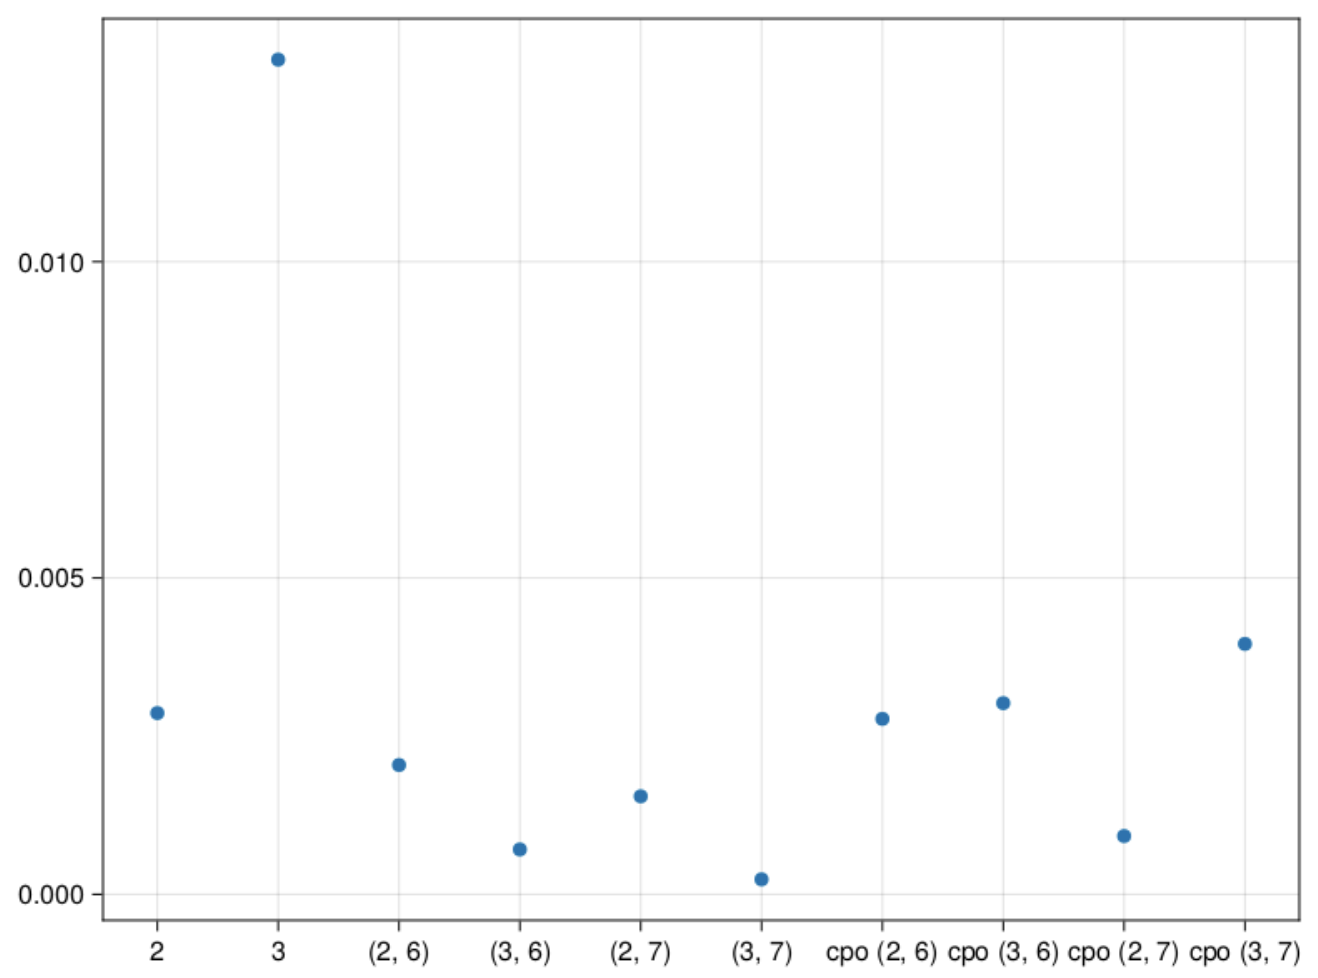 0.010
0.005
0.000
2 3 (2, 6) (3, 6) (2, 7) (3, 7) cpo (2, 6) cpo (3, 6) cpo (2, 7) cpo (3, 7)